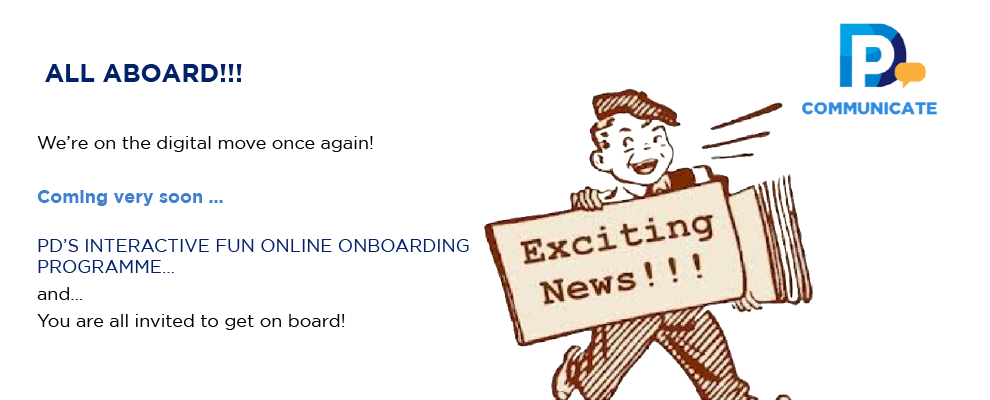 ALL ABOARD!!!
We’re on the digital move once again!
Coming very soon ...
PD’S INTERACTIVE FUN ONLINE ONBOARDING
PROGRAMME...
and...
You are all invited to get on board!
PD
COMMUNICATE
Exciting
News!!!